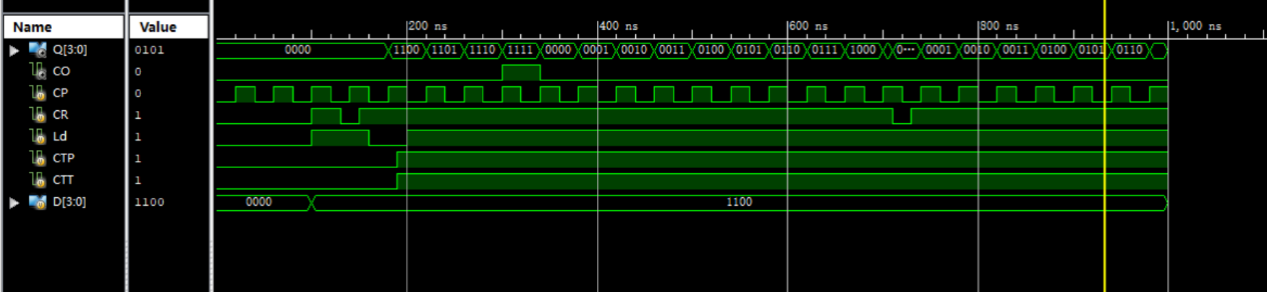 Name Value 200 ns 400 ns 600 ns 800 ns 1,000 ns
Q[3:0] 0101 0000 1100 1101 1110 1111 0000 0001 0010 0011 0100 0101 0110 0111 1000 0··· 0001 0010 0011 0100 0101 0110
CO 0
CP 0
CR 1
Ld 1
CTP 1
CTT 1
D[3:0] 1100 0000 1100